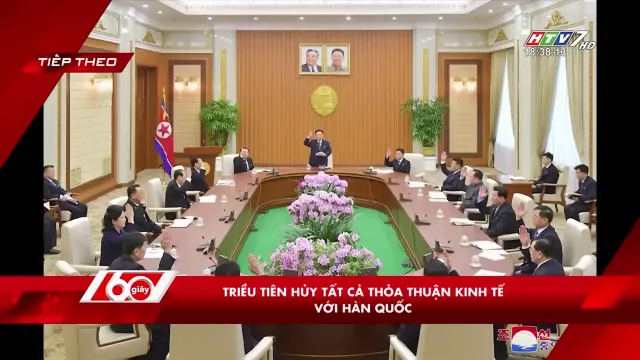 TIẾP THEO
HTV7 HD
18:38:13
60 giây
TRIỀU TIÊN HỦY TẤT CẢ THỎA THUẬN KINH TẾ
VỚI HÀN QUỐC